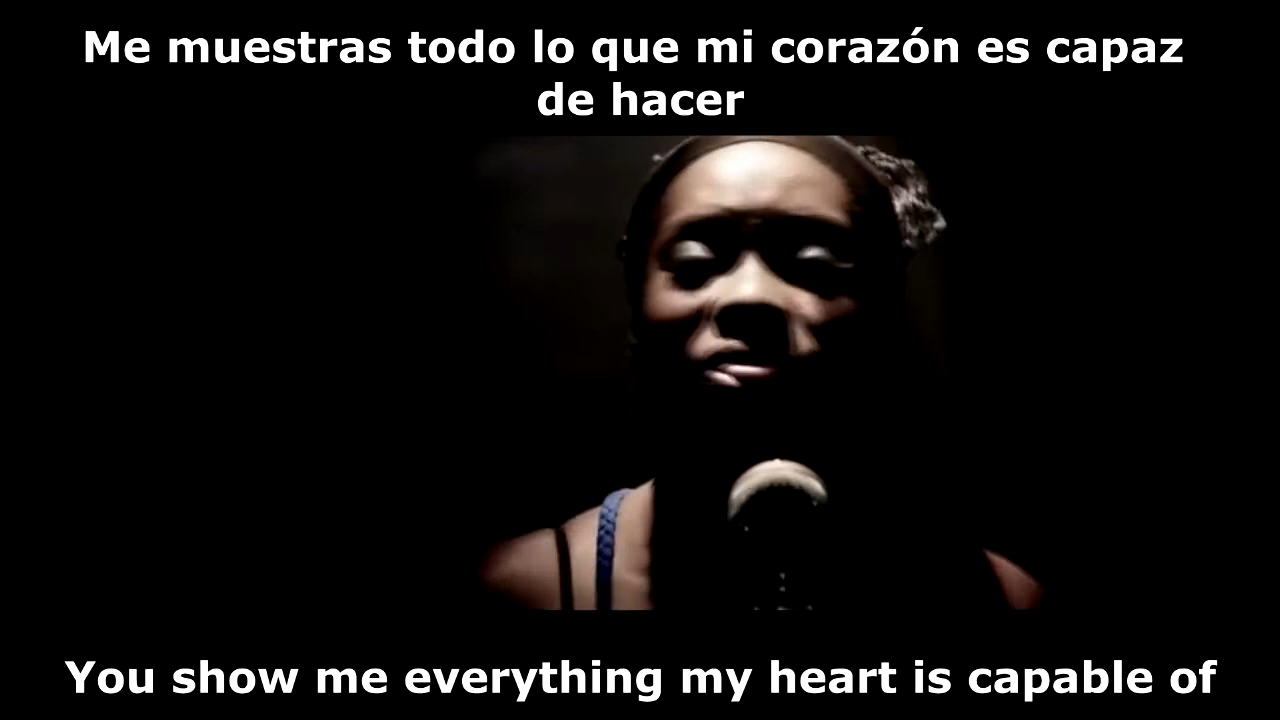 Me muestras todo lo que mi corazón es capaz
de hacer
You show me everything my heart is capable of